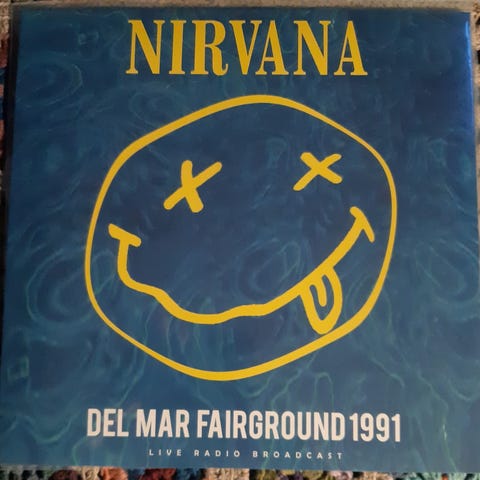 NIRVANA
DEL MAR FAIRGROUND 1991
LIVE RADIO BROADCAST